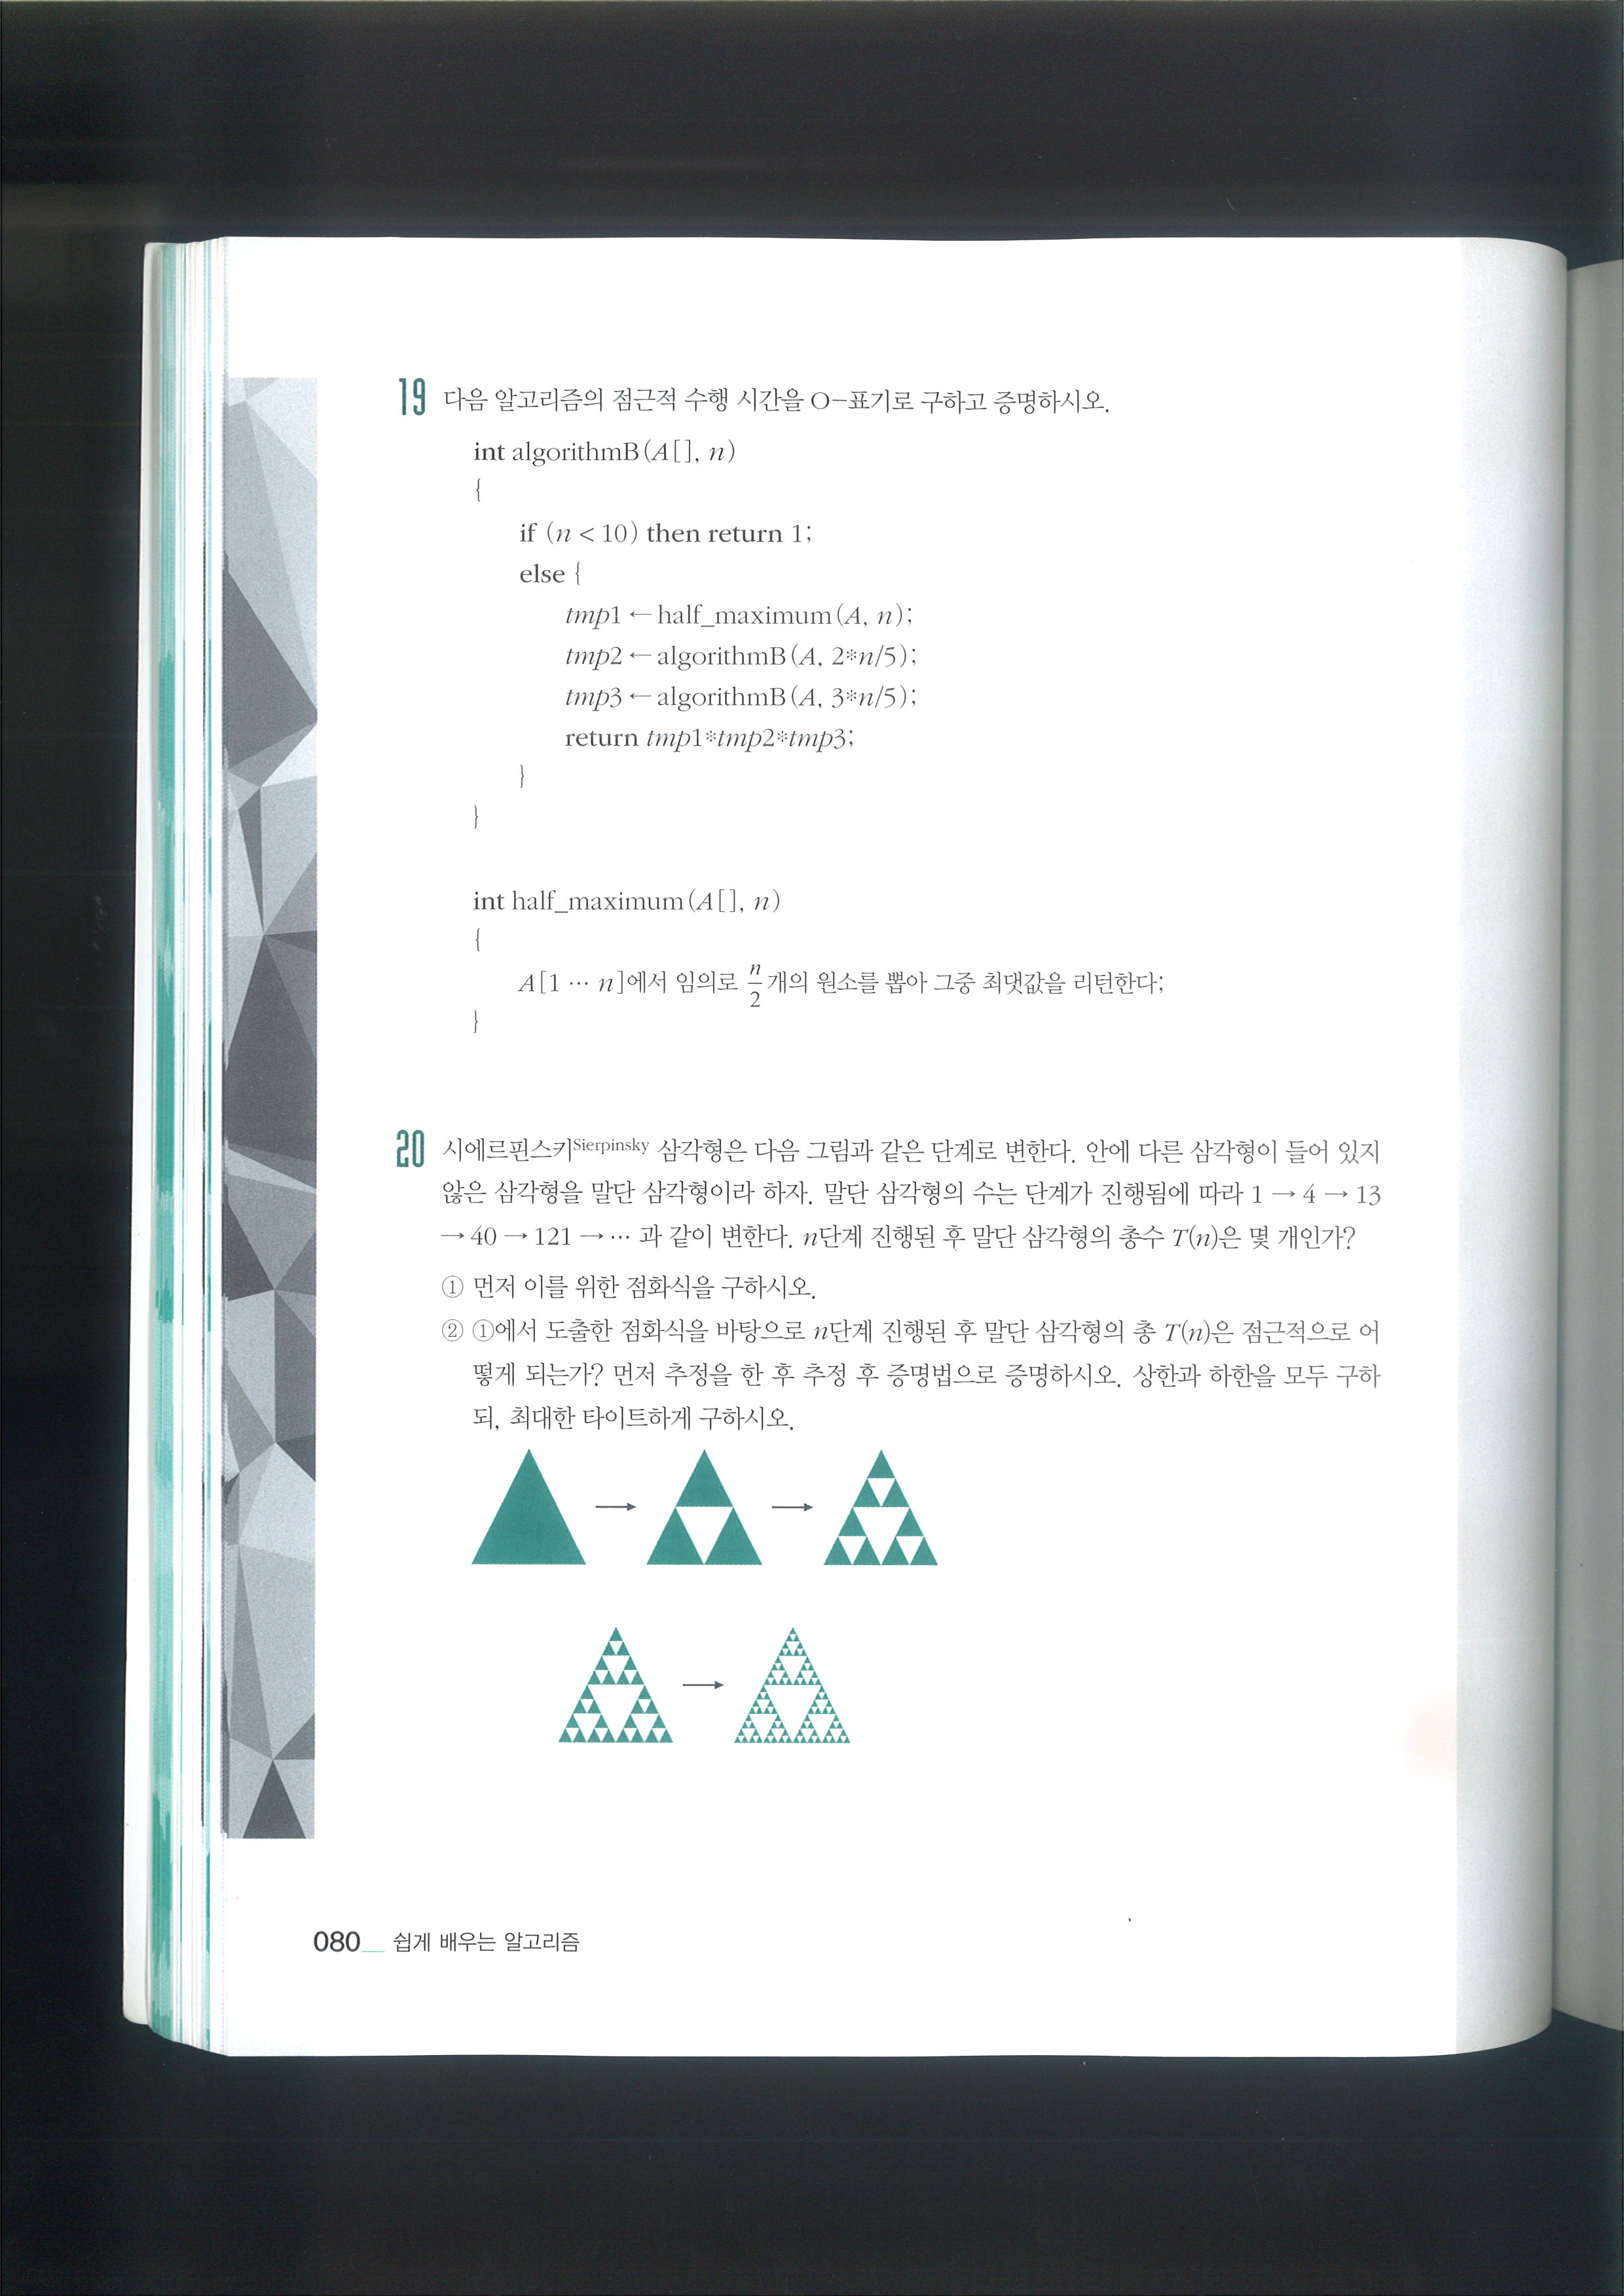 19 다음 알고리즘의 점근적 수행 시간을 O-표기로 구하고 증명하시오.
int algorithmB(A[], n)
{
if (n < 10) then return 1;
else {
tmp1 ← half_maximum(A, n);
tmp2 ← algorithmB(A, 2*n/5);
tmp3 ← algorithmB(A, 3*n/5);
return tmp1*tmp2*tmp3;
}
}
int half_maximum(A[], n)
{
A[1 … n]에서 임의로 n/2개의 원소를 뽑아 그중 최댓값을 리턴한다;
}
20 시에르핀스키Sierpinsky 삼각형은 다음 그림과 같은 단계로 변한다. 안에 다른 삼각형이 들어 있지
않은 삼각형을 말단 삼각형이라 하자. 말단 삼각형의 수는 단계가 진행됨에 따라 1 → 4 → 13
→ 40 → 121 → … 과 같이 변한다. n단계 진행된 후 말단 삼각형의 총수 T(n)은 몇 개인가?
① 먼저 이를 위한 점화식을 구하시오.
② ①에서 도출한 점화식을 바탕으로 n단계 진행된 후 말단 삼각형의 총 T(n)은 점근적으로 어
떻게 되는가? 먼저 추정을 한 후 추정 후 증명법으로 증명하시오. 상한과 하한을 모두 구하
되, 최대한 타이트하게 구하시오.
080_ 쉽게 배우는 알고리즘